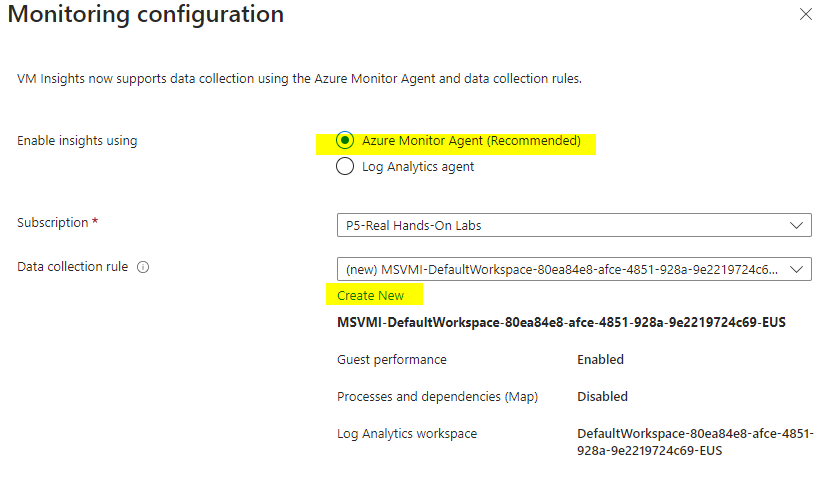 Monitoring configuration
VM Insights now supports data collection using the Azure Monitor Agent and data collection rules.
Enable insights using
Azure Monitor Agent (Recommended)
Log Analytics agent
Subscription *
P5-Real Hands-On Labs
Data collection rule
(new) MSVMI-DefaultWorkspace-80ea84e8-afce-4851-928a-9e2219724c6...
Create New
MSVMI-DefaultWorkspace-80ea84e8-afce-4851-928a-9e2219724c69-EUS
Guest performance
Enabled
Processes and dependencies (Map)
Disabled
Log Analytics workspace
DefaultWorkspace-80ea84e8-afce-4851-
928a-9e2219724c69-EUS